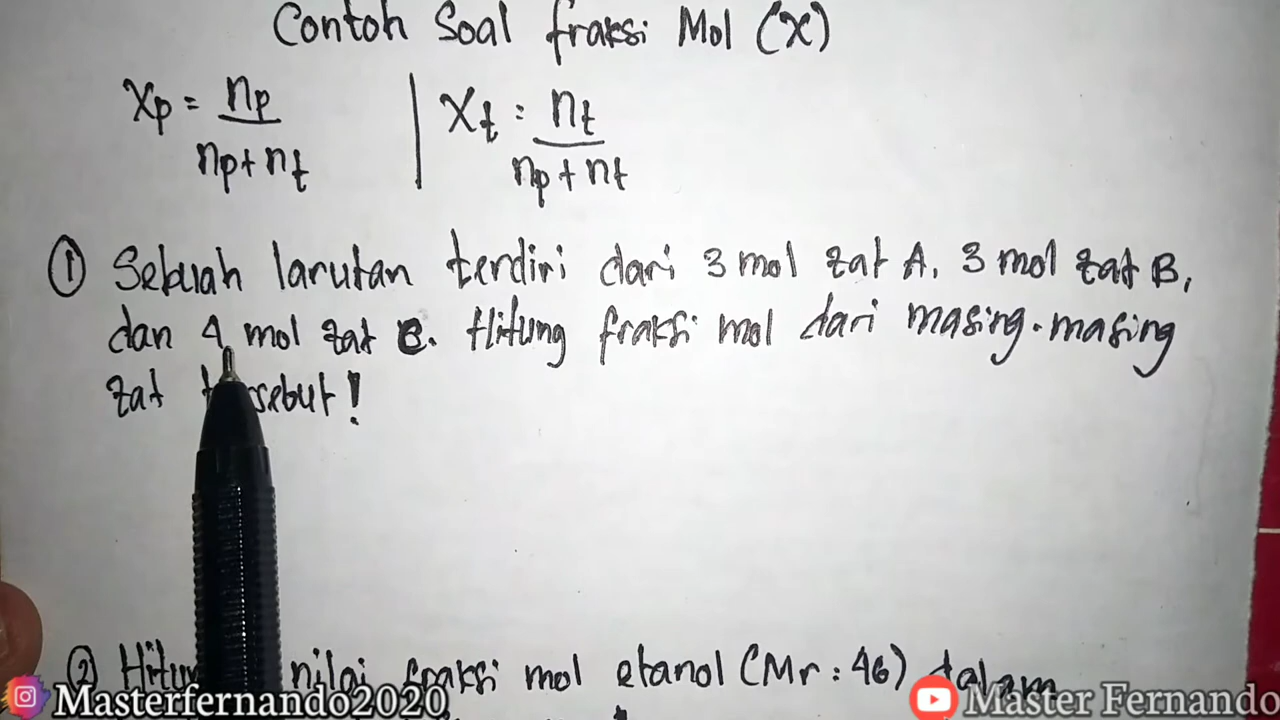 Contoh Soal fraksi Mol (X)
Xp = np / np + nt | Xt = nt / np + nt
① Sebuah larutan terdiri dari 3 mol zat A, 3 mol zat B,
dan 4 mol zat C. Hitung fraksi mol dari masing-masing
zat tersebut!
② nilai fraksi mol etanol (Mr : 46) dalam
Masterfernando2020
Master Fernando